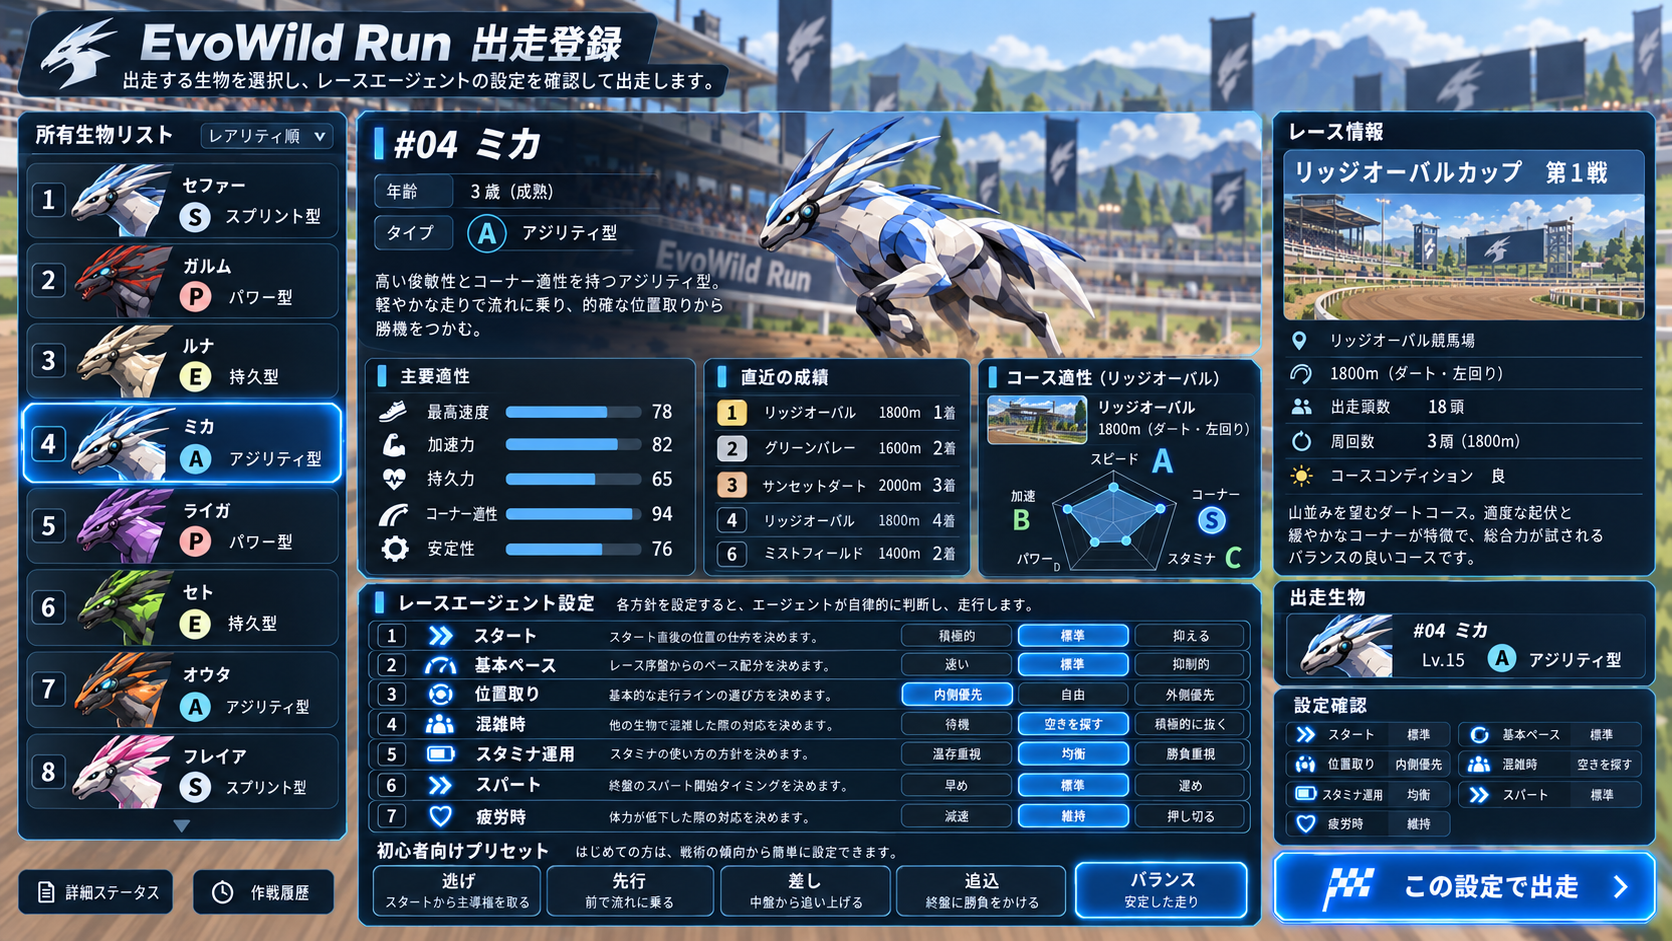 EvoWild Run 出走登録
出走する生物を選択し、レースエージェントの設定を確認して出走します。
所有生物リスト
レアリティ順
1 セファー
S スプリント型
2 ガルム
P パワー型
3 ルナ
E 持久型
4 ミカ
A アジリティ型
5 ライガ
P パワー型
6 セト
E 持久型
7 オウタ
A アジリティ型
8 フレイア
S スプリント型
詳細ステータス
作戦履歴
#04 ミカ
年齢 3歳（成熟）
タイプ A アジリティ型
高い俊敏性とコーナー適性を持つアジリティ型。
軽やかな走りで流れに乗り、的確な位置取りから
勝機をつかむ。
EvoWild Run
主要適性
最高速度 78
加速力 82
持久力 65
コーナー適性 94
安定性 76
直近の成績
1 リッジオーバル 1800m 1着
2 グリーンバレー 1600m 2着
3 サンセットダート 2000m 3着
4 リッジオーバル 1800m 4着
6 ミストフィールド 1400m 2着
コース適性（リッジオーバル）
リッジオーバル
1800m（ダート・左回り）
スピード A
加速 B
コーナー S
パワー D
スタミナ C
レースエージェント設定 各方針を設定すると、エージェントが自律的に判断し、走行します。
1 スタート スタート直後の位置の仕方を決めます。 積極的 標準 抑える
2 基本ペース レース序盤からのペース配分を決めます。 速い 標準 抑制的
3 位置取り 基本的な走行ラインの選び方を決めます。 内側優先 自由 外側優先
4 混雑時 他の生物で混雑した際の対応を決めます。 待機 空きを探す 積極的に抜く
5 スタミナ運用 スタミナの使い方の方針を決めます。 温存重視 均衡 勝負重視
6 スパート 終盤のスパート開始タイミングを決めます。 早め 標準 遅め
7 疲労時 体力が低下した際の対応を決めます。 減速 維持 押し切る
初心者向けプリセット はじめての方は、戦術の傾向から簡単に設定できます。
逃げ
スタートから主導権を取る
先行
前で流れに乗る
差し
中盤から追い上げる
追込
終盤に勝負をかける
バランス
安定した走り
レース情報
リッジオーバルカップ 第1戦
リッジオーバル競馬場
1800m（ダート・左回り）
出走頭数 18頭
周回数 3周（1800m）
コースコンディション 良
山並みを望むダートコース。適度な起伏と
緩やかなコーナーが特徴で、総合力が試される
バランスの良いコースです。
出走生物
#04 ミカ
Lv.15 A アジリティ型
設定確認
スタート 標準 基本ペース 標準
位置取り 内側優先 混雑時 空きを探す
スタミナ運用 均衡 スパート 標準
疲労時 維持
この設定で出走